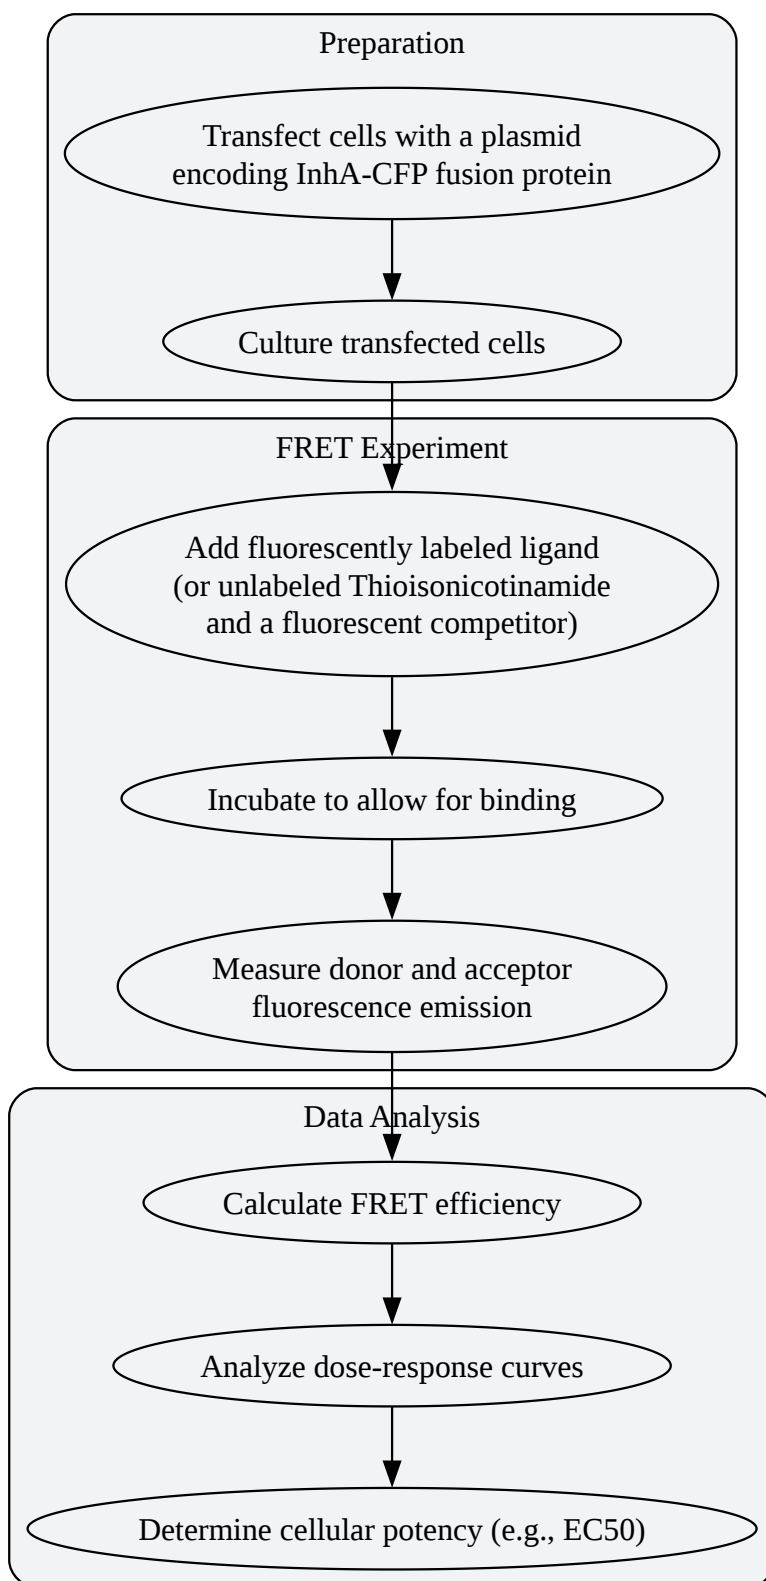 Preparation
Transfect cells with a plasmid
encoding InhA-CFP fusion protein
Culture transfected cells
FRET Experiment
Add fluorescently labeled ligand
(or unlabeled Thioisonicotinamide
and a fluorescent competitor)
Incubate to allow for binding
Measure donor and acceptor
fluorescence emission
Data Analysis
Calculate FRET efficiency
Analyze dose-response curves
Determine cellular potency (e.g., EC50)